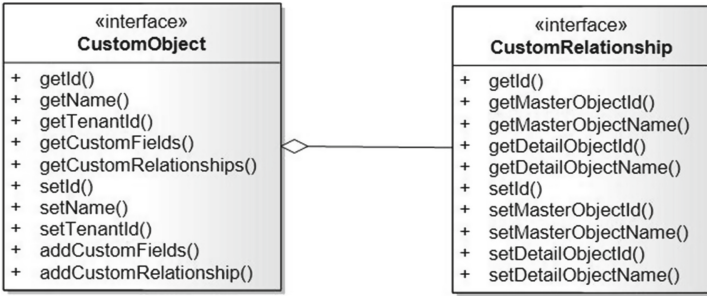 «interface»
CustomObject
+ getId()
+ getName()
+ getTenantId()
+ getCustomFields()
+ getCustomRelationships()
+ setId()
+ setName()
+ setTenantId()
+ addCustomFields()
+ addCustomRelationship()
«interface»
CustomRelationship
+ getId()
+ getMasterObjectId()
+ getMasterObjectName()
+ getDetailObjectId()
+ getDetailObjectName()
+ setId()
+ setMasterObjectId()
+ setMasterObjectName()
+ setDetailObjectId()
+ setDetailObjectName()